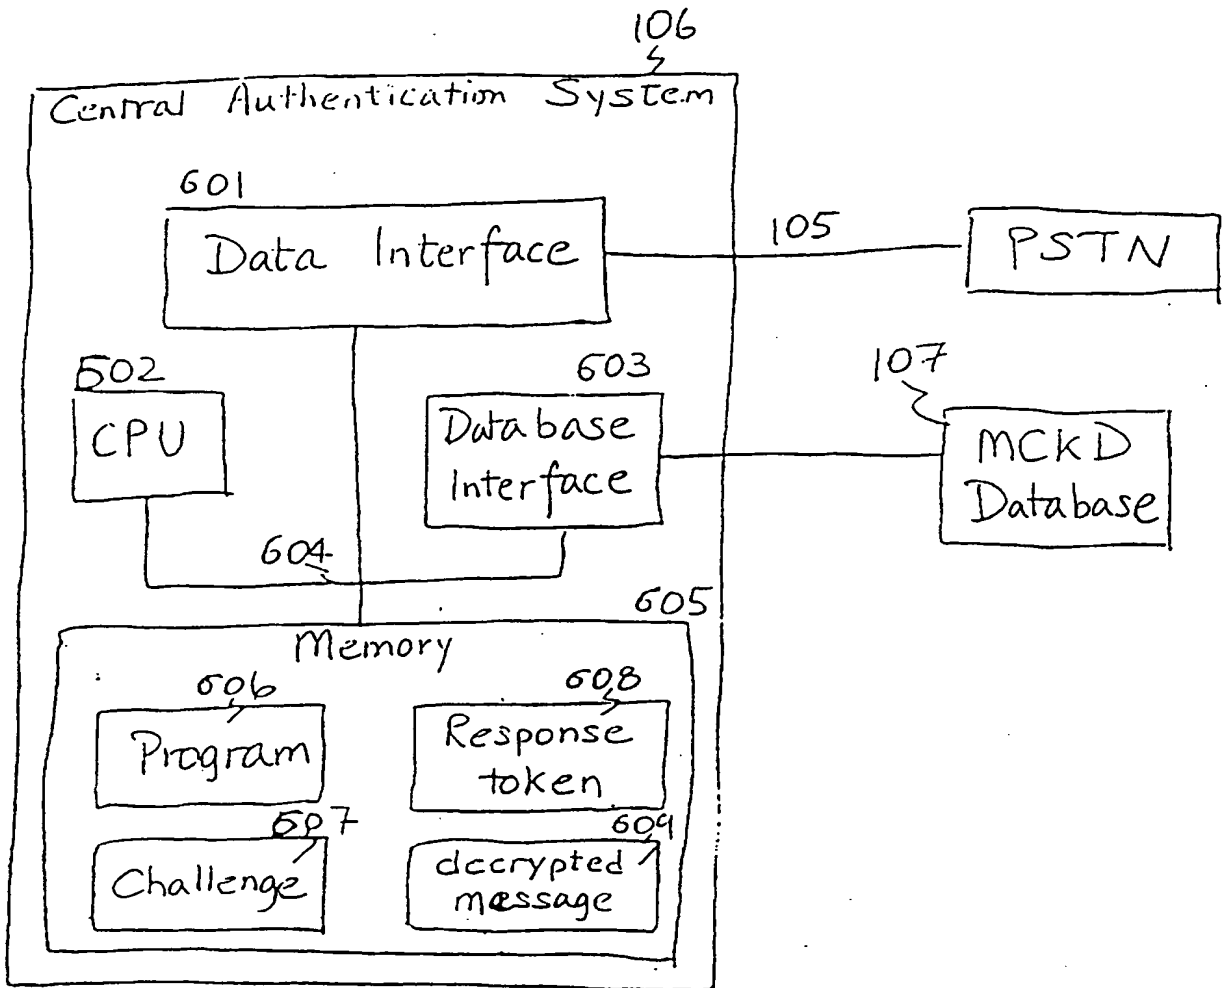 106
Central Authentication System
601
Data Interface
105
PSTN
602
CPU
603
Database
Interface
107
MCKD
Database
604
605
Memory
606
Program
608
Response
token
607
Challenge
609
decrypted
message